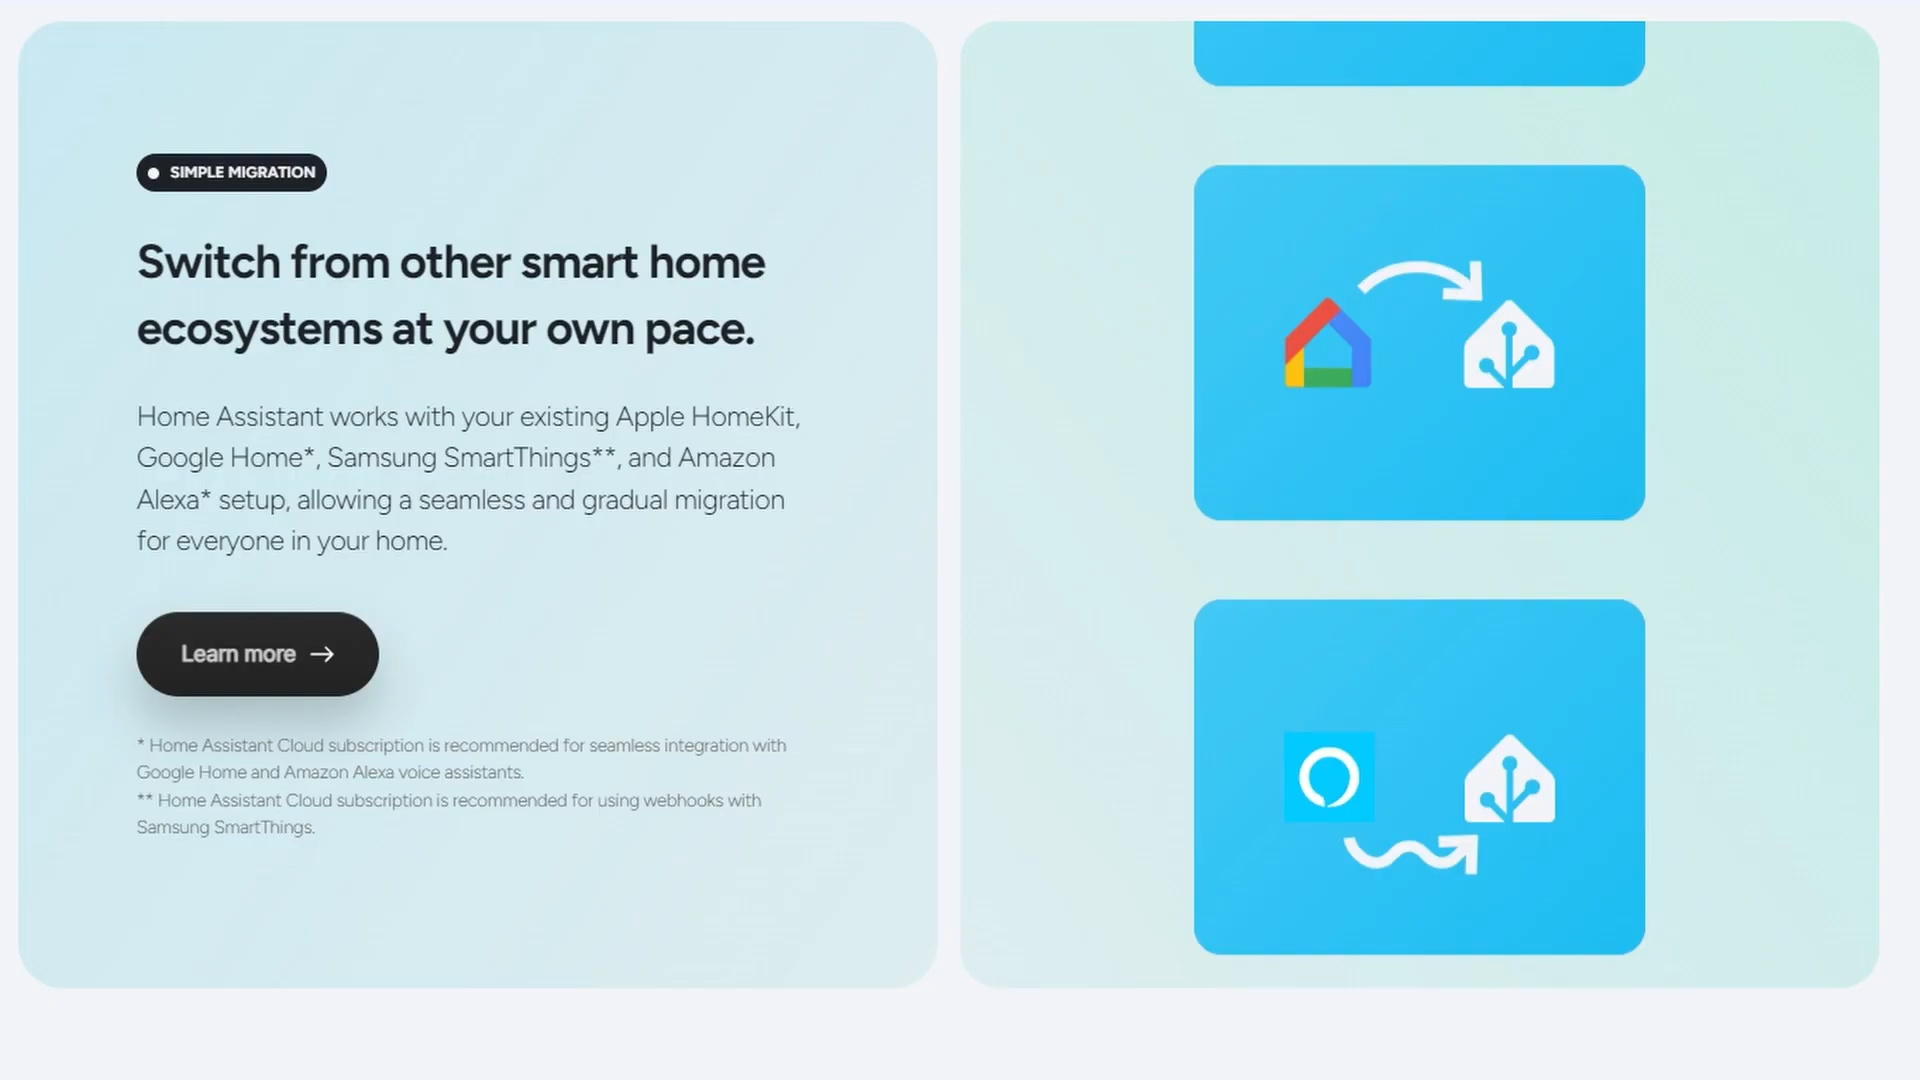 SIMPLE MIGRATION
Switch from other smart home
ecosystems at your own pace.
Home Assistant works with your existing Apple HomeKit,
Google Home*, Samsung SmartThings**, and Amazon
Alexa* setup, allowing a seamless and gradual migration
for everyone in your home.
Learn more →
* Home Assistant Cloud subscription is recommended for seamless integration with
Google Home and Amazon Alexa voice assistants.
** Home Assistant Cloud subscription is recommended for using webhooks with
Samsung SmartThings.